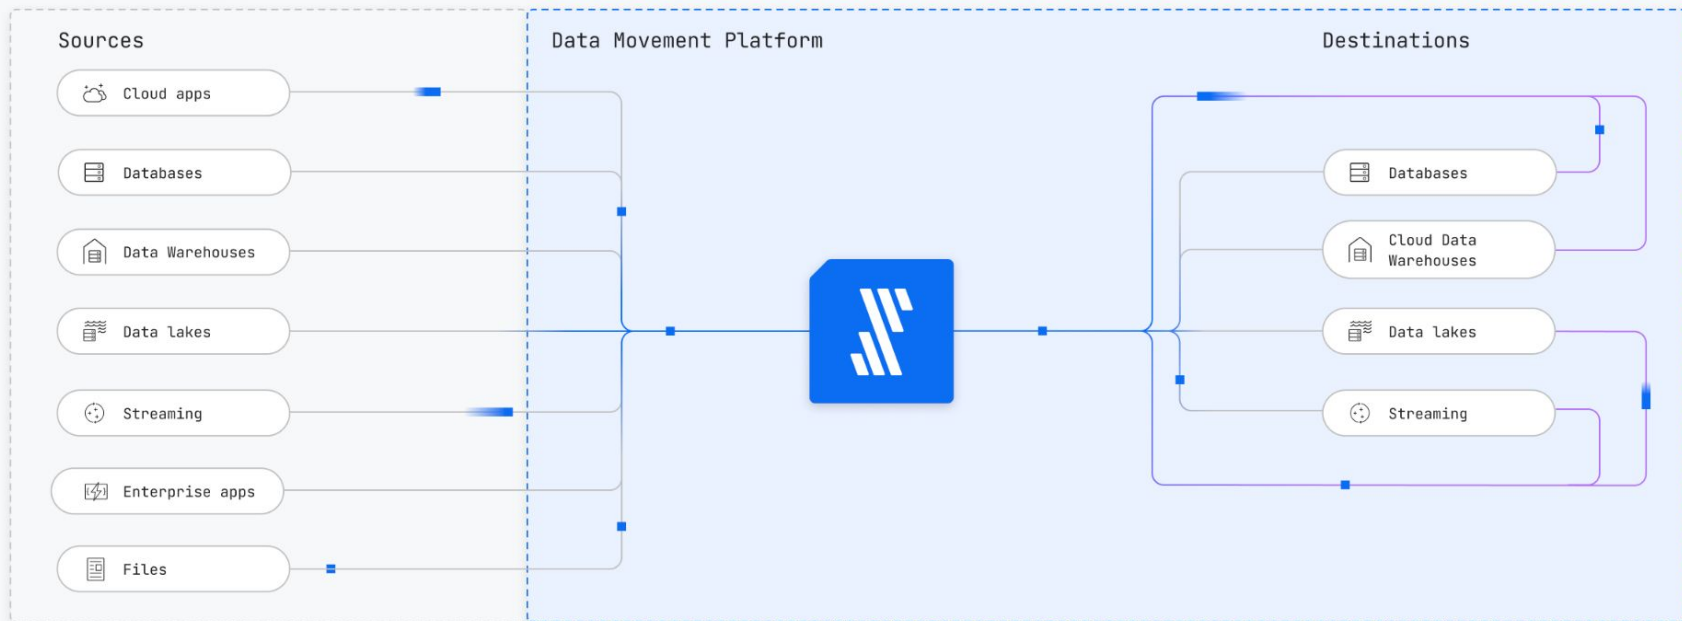 Sources
Cloud apps
Databases
Data Warehouses
Data lakes
Streaming
Enterprise apps
Files
Data Movement Platform
Destinations
Databases
Cloud Data
Warehouses
Data lakes
Streaming